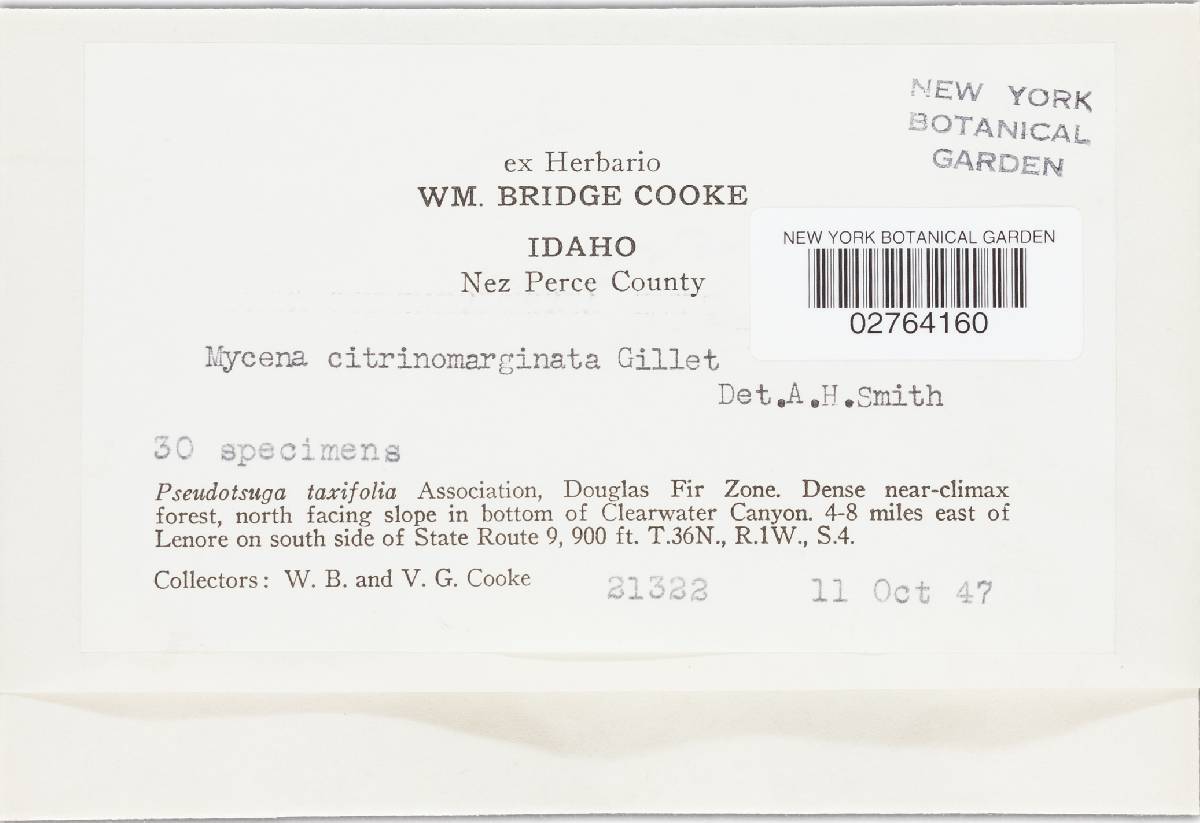 NEW YORK
BOTANICAL
GARDEN
ex Herbario
WM. BRIDGE COOKE
IDAHO
Nez Perce County
NEW YORK BOTANICAL GARDEN
02764160
Mycena citrinomarginata Gillet
Det.A.H.Smith
30 specimens
Pseudotsuga taxifolia Association, Douglas Fir Zone. Dense near-climax
forest, north facing slope in bottom of Clearwater Canyon. 4-8 miles east of
Lenore on south side of State Route 9, 900 ft. T.36N., R.1W., S.4.
Collectors: W. B. and V. G. Cooke 21322 11 Oct 47